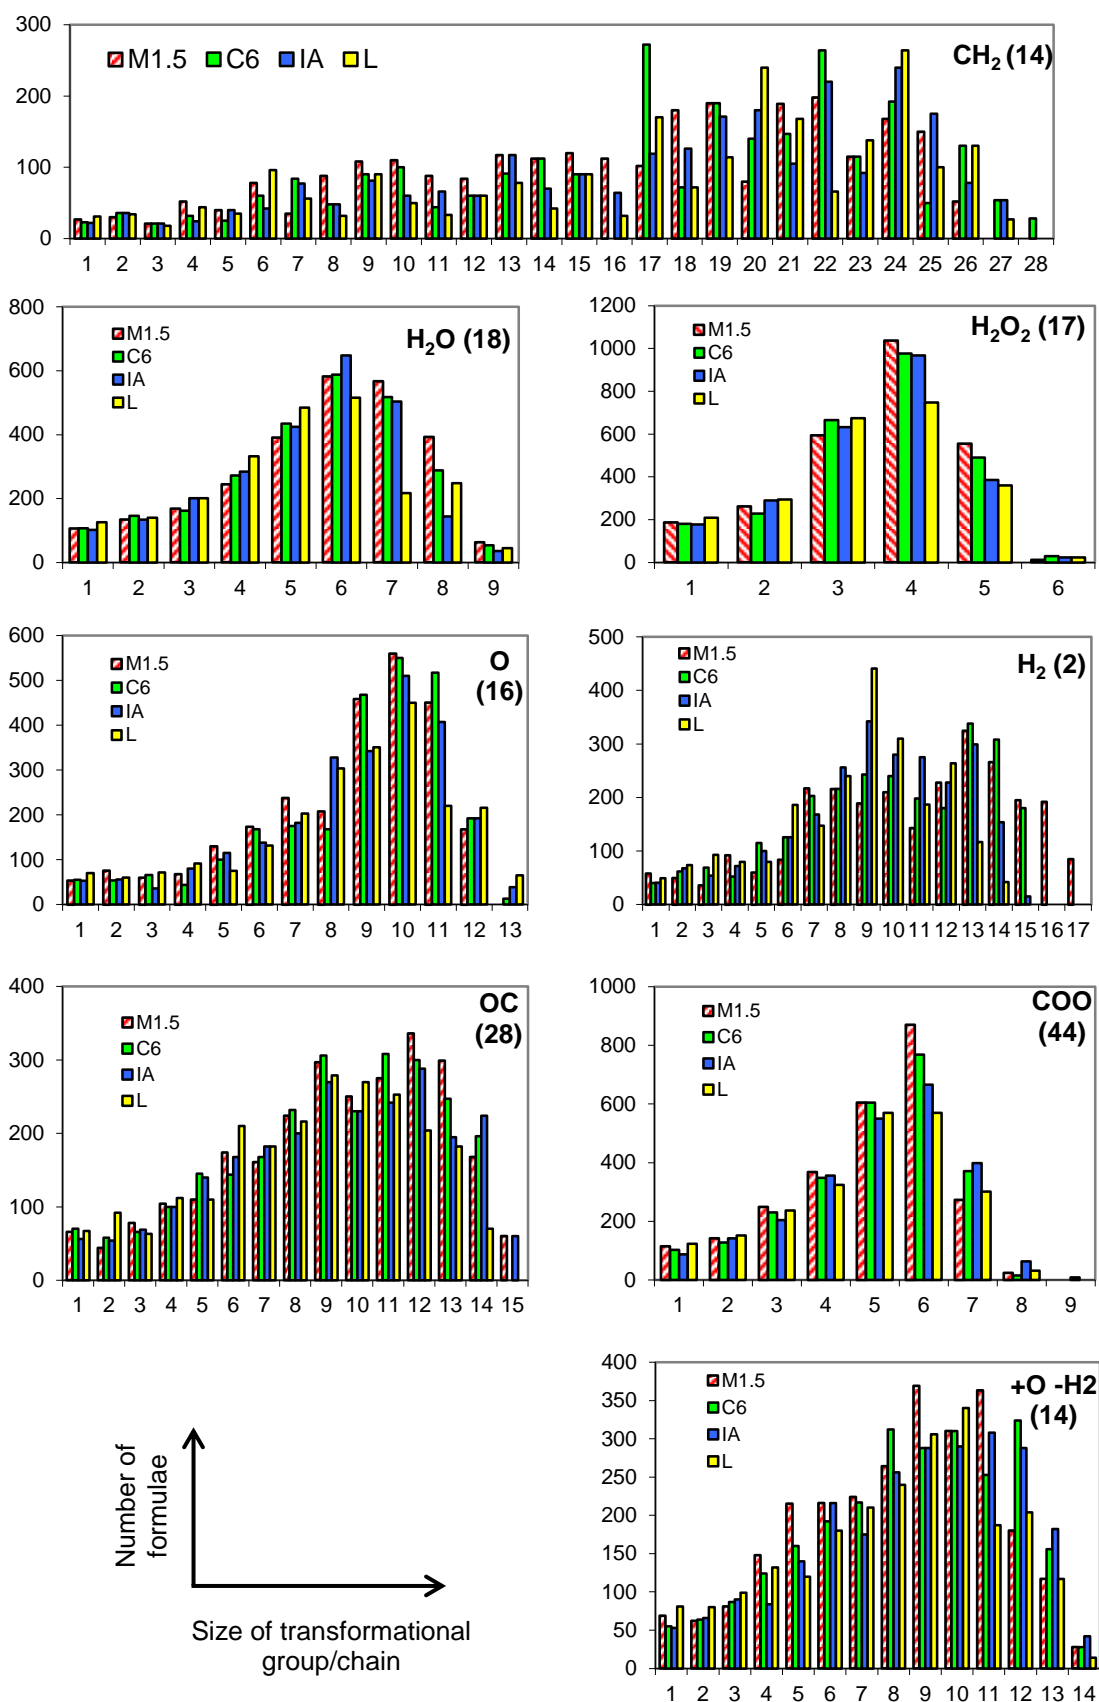 300
200
100
0
M1.5 C6 IA L
CH₂ (14)
1 2 3 4 5 6 7 8 9 10 11 12 13 14 15 16 17 18 19 20 21 22 23 24 25 26 27 28
800
600
400
200
0
M1.5
C6
IA
L
H₂O (18)
1 2 3 4 5 6 7 8 9
1200
1000
800
600
400
200
0
M1.5
C6
IA
L
H₂O₂ (17)
1 2 3 4 5 6
600
500
400
300
200
100
0
M1.5
C6
IA
L
O
(16)
1 2 3 4 5 6 7 8 9 10 11 12 13
500
400
300
200
100
0
M1.5
C6
IA
L
H₂ (2)
1 2 3 4 5 6 7 8 9 10 11 12 13 14 15 16 17
400
300
200
100
0
M1.5
C6
IA
L
OC
(28)
1 2 3 4 5 6 7 8 9 10 11 12 13 14 15
1000
800
600
400
200
0
M1.5
C6
IA
L
COO
(44)
1 2 3 4 5 6 7 8 9
Number of
formulae
Size of transformational
group/chain
400
350
300
250
200
150
100
50
0
M1.5
C6
IA
L
+O -H2
(14)
1 2 3 4 5 6 7 8 9 10 11 12 13 14